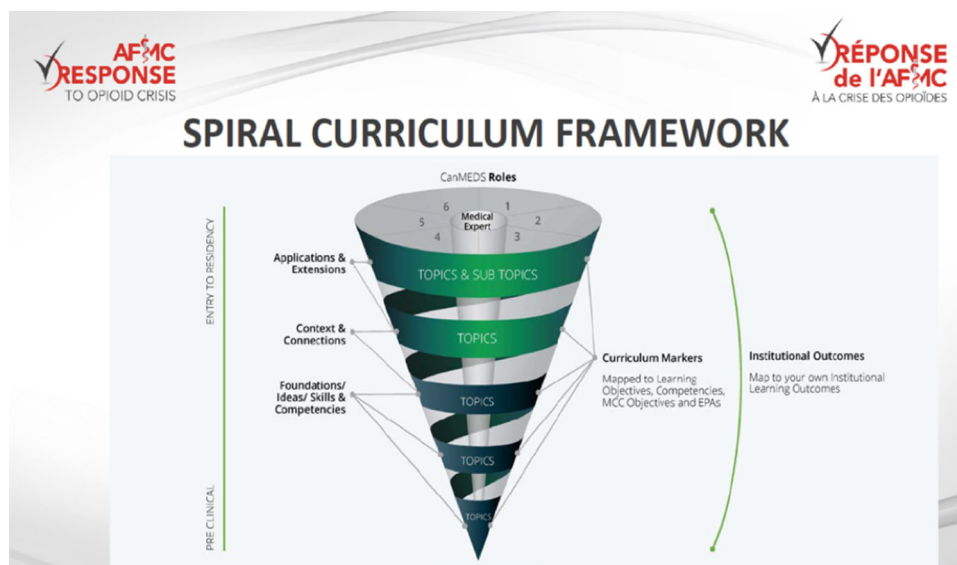 AFMC
RESPONSE
TO OPIOID CRISIS
RÉPONSE
de l'AFMC
À LA CRISE DES OPIOÏDES
SPIRAL CURRICULUM FRAMEWORK
CanMEDS Roles
6
1
5
Medical
Expert
2
4
3
ENTRY TO RESIDENCY
Applications &
Extensions
TOPICS & SUB TOPICS
Context &
Connections
TOPICS
Foundations/
Ideas/ Skills &
Competencies
TOPICS
Curriculum Markers
Mapped to Learning
Objectives, Competencies,
MCC Objectives and EPAs
Institutional Outcomes
Map to your own Institutional
Learning Outcomes
TOPICS
PRE CLINICAL
TOPICS